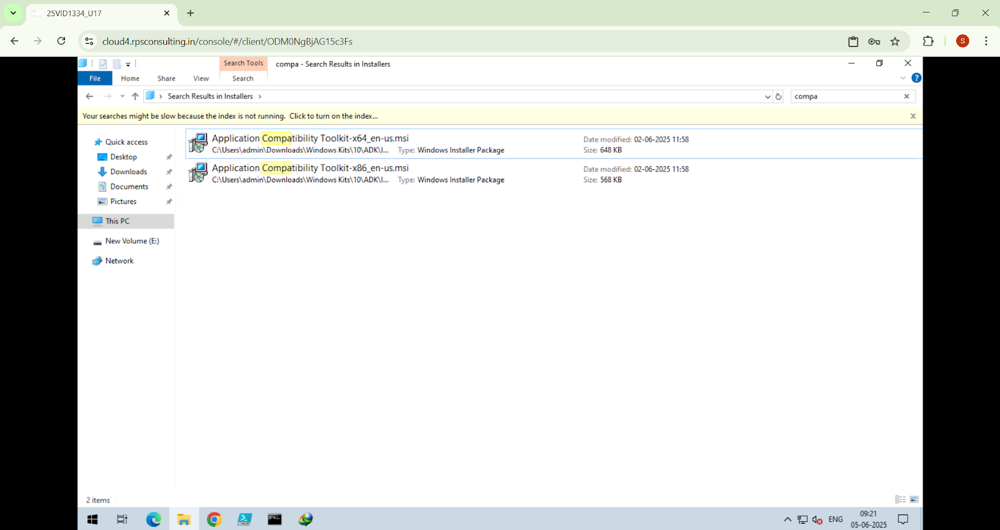 25VID1334_U17
cloud4.rpsconsulting.in/console/#/client/ODM0NgBjAG15c3Fs
S
Search Tools
compa - Search Results in Installers
File Home Share View Search
Search Results in Installers
compa
Your searches might be slow because the index is not running. Click to turn on the index...
Quick access
Desktop
Downloads
Documents
Pictures
This PC
New Volume (E:)
Network
Application Compatibility Toolkit-x64_en-us.msi
Date modified: 02-06-2025 11:58
C:\Users\admin\Downloads\Windows Kits\10\ADK\I... Type: Windows Installer Package
Size: 648 KB
Application Compatibility Toolkit-x86_en-us.msi
Date modified: 02-06-2025 11:58
C:\Users\admin\Downloads\Windows Kits\10\ADK\I... Type: Windows Installer Package
Size: 568 KB
2 items
ENG
09:21
05-06-2025